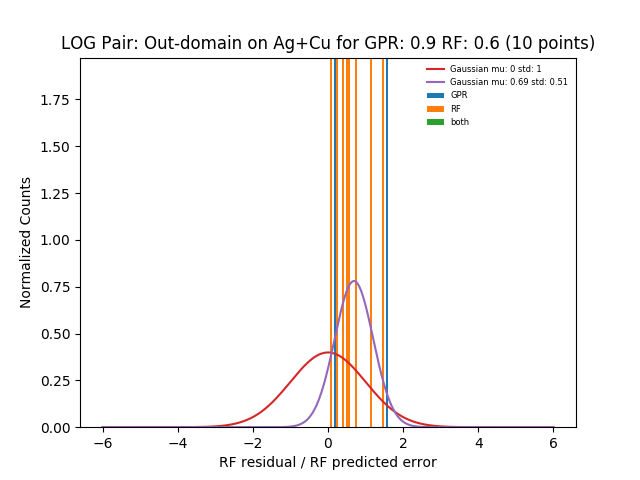 LOG Pair: Out-domain on Ag+Cu for GPR: 0.9 RF: 0.6 (10 points)
Gaussian mu: 0 std: 1
Gaussian mu: 0.69 std: 0.51
GPR
RF
both
Normalized Counts
1.75
1.50
1.25
1.00
0.75
0.50
0.25
0.00
−6 −4 −2 0 2 4 6
RF residual / RF predicted error